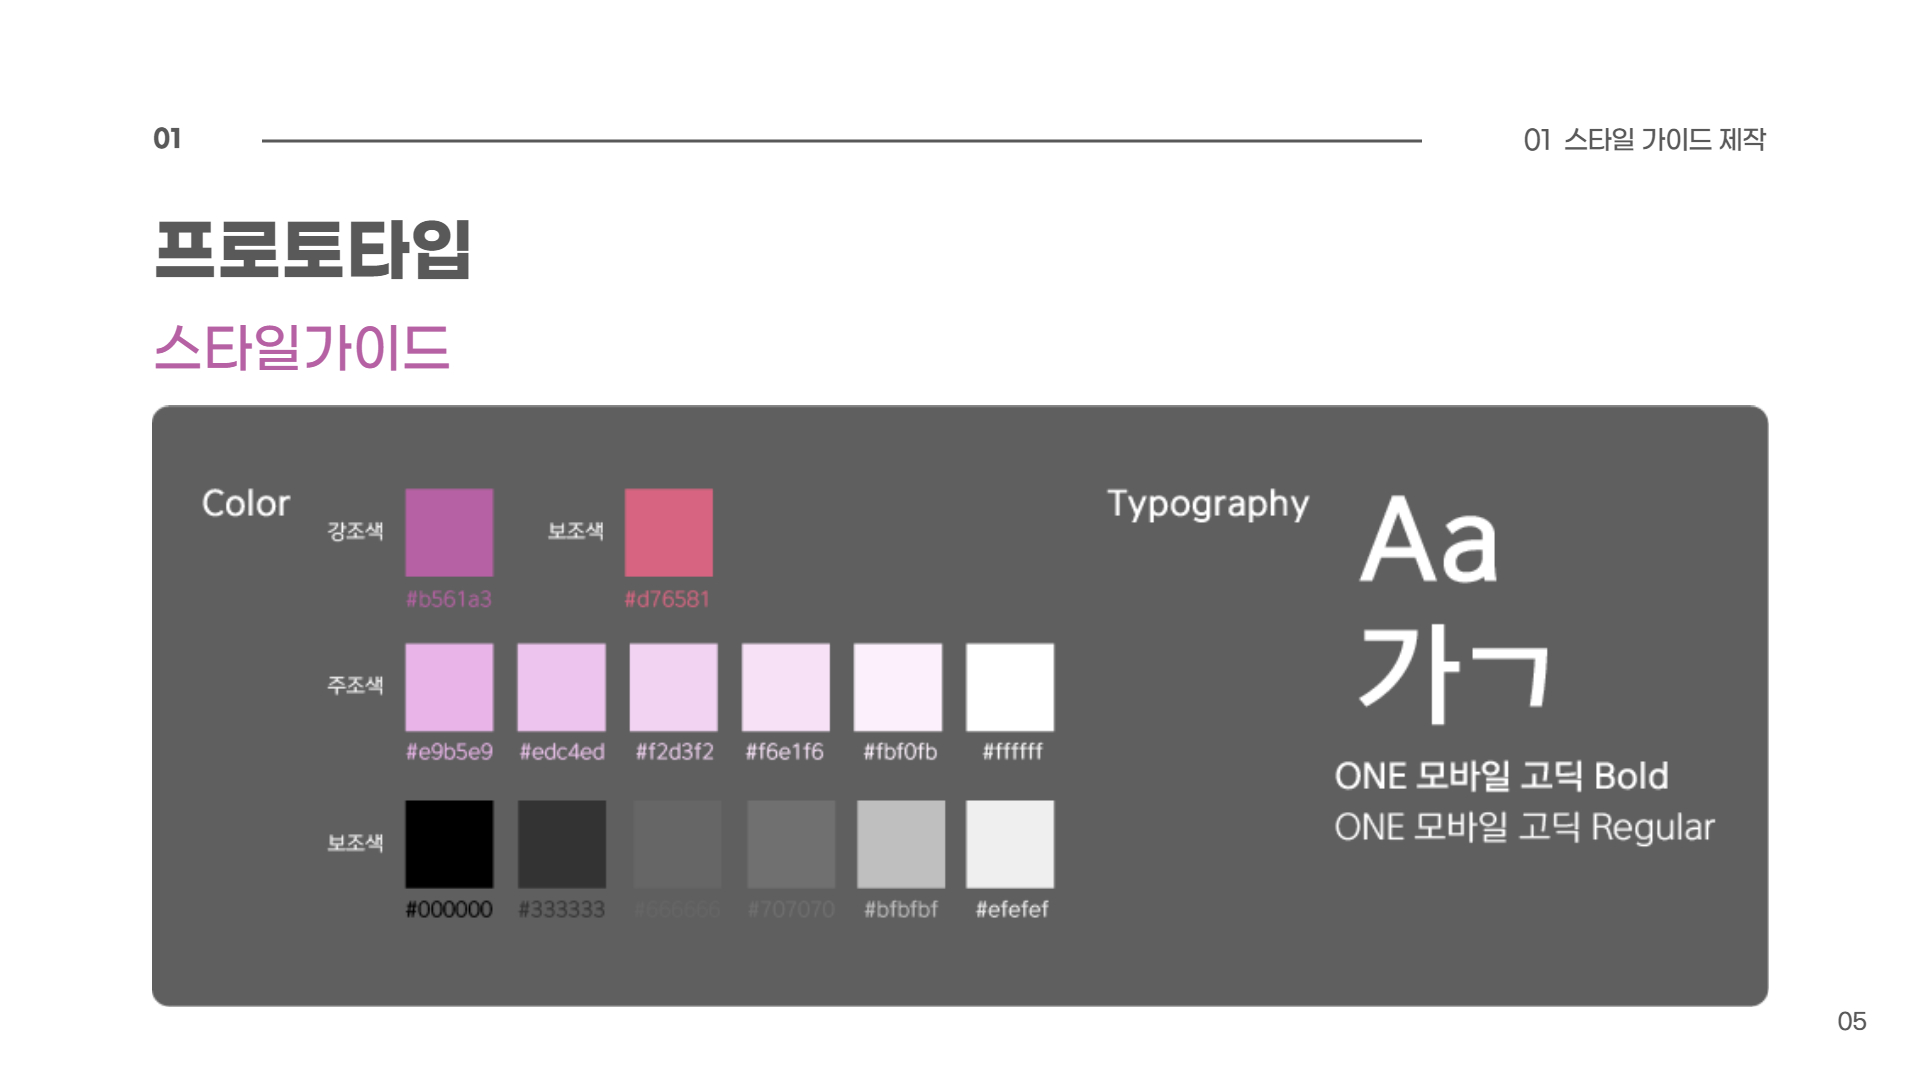 01
01 스타일 가이드 제작
프로토타입
스타일가이드
Color
강조색
보조색
#b561a3
#d76581
주조색
#e9b5e9 #edc4ed #f2d3f2 #f6e1f6 #fbf0fb #ffffff
보조색
#000000 #333333 #666666 #707070 #bfbfbf #efefef
Typography
Aa
가ㄱ
ONE 모바일 고딕 Bold
ONE 모바일 고딕 Regular
05